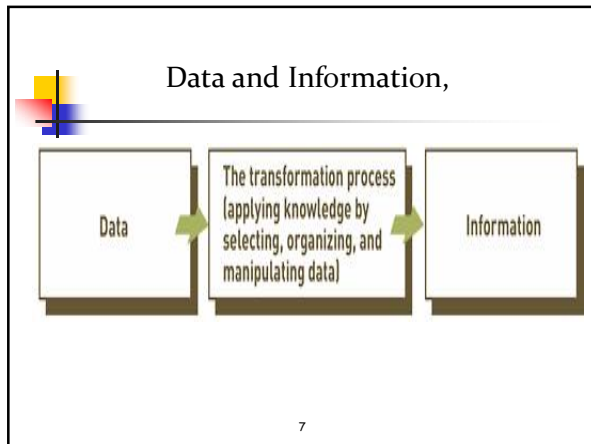 Data and Information,
Data
The transformation process
(applying knowledge by
selecting, organizing, and
manipulating data)
Information
7